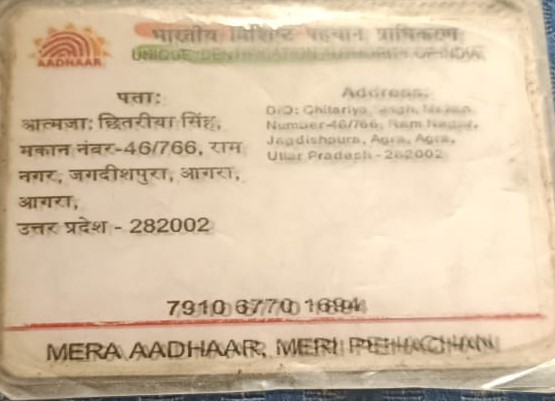 AADHAAR
भारतीय विशिष्ट पहचान प्राधिकरण
UNIQUE IDENTIFICATION AUTHORITY OF INDIA
पताः
आत्मजाः छितरीया सिंह,
मकान नंबर-46/766, राम
नगर, जगदीशपुरा, आगरा,
आगरा,
उत्तर प्रदेश - 282002
Address:
D/O: Chitariya Singh,
Number-46/766, Ram Nagar,
Jagdishpura, Agra, Agra,
Uttar Pradesh - 282002
7910 6770 1694
MERA AADHAAR, MERI PEHACHAN